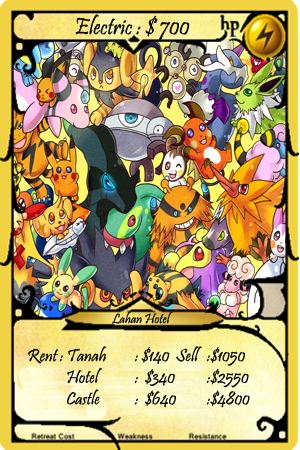 Electric : $ 700 hp
Lahan Hotel
Rent : Tanah : $140 Sell :$1050
Hotel : $340 :$2550
Castle : $640 :$4800
Retreat Cost Weakness Resistance